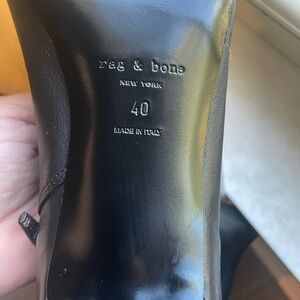 rag & bone
NEW YORK
40
MADE IN ITALY